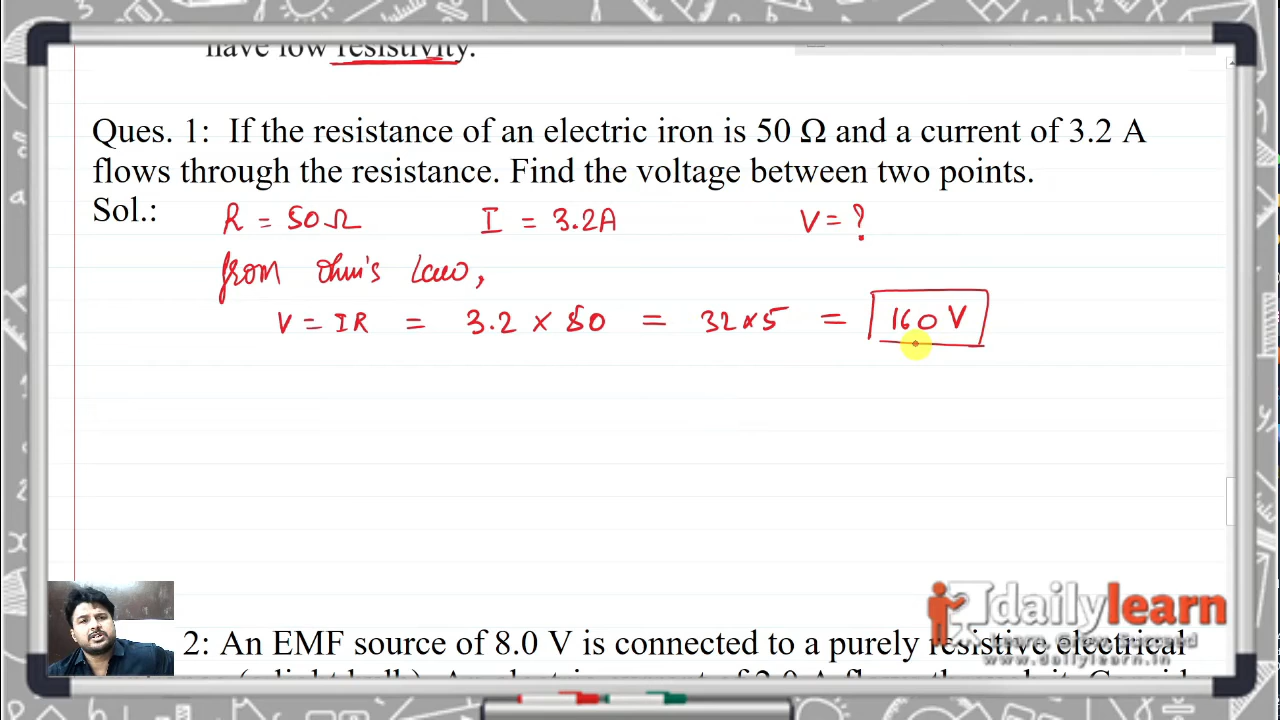 have low resistivity.
Ques. 1: If the resistance of an electric iron is 50 Ω and a current of 3.2 A
flows through the resistance. Find the voltage between two points.
Sol.: R = 50Ω I = 3.2A V = ?
from ohm's Law,
V = IR = 3.2 × 50 = 32×5 = 160 V
dailylearn
www.dailylearn.in
2: An EMF source of 8.0 V is connected to a purely resistive electrical